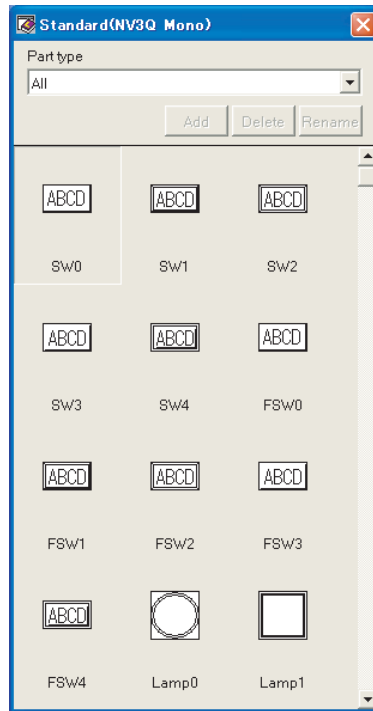 Standard(NV3Q Mono)
Part type
All
Add Delete Rename
ABCD ABCD ABCD
SW0 SW1 SW2
ABCD ABCD ABCD
SW3 SW4 FSW0
ABCD ABCD ABCD
FSW1 FSW2 FSW3
ABCD
FSW4 Lamp0 Lamp1